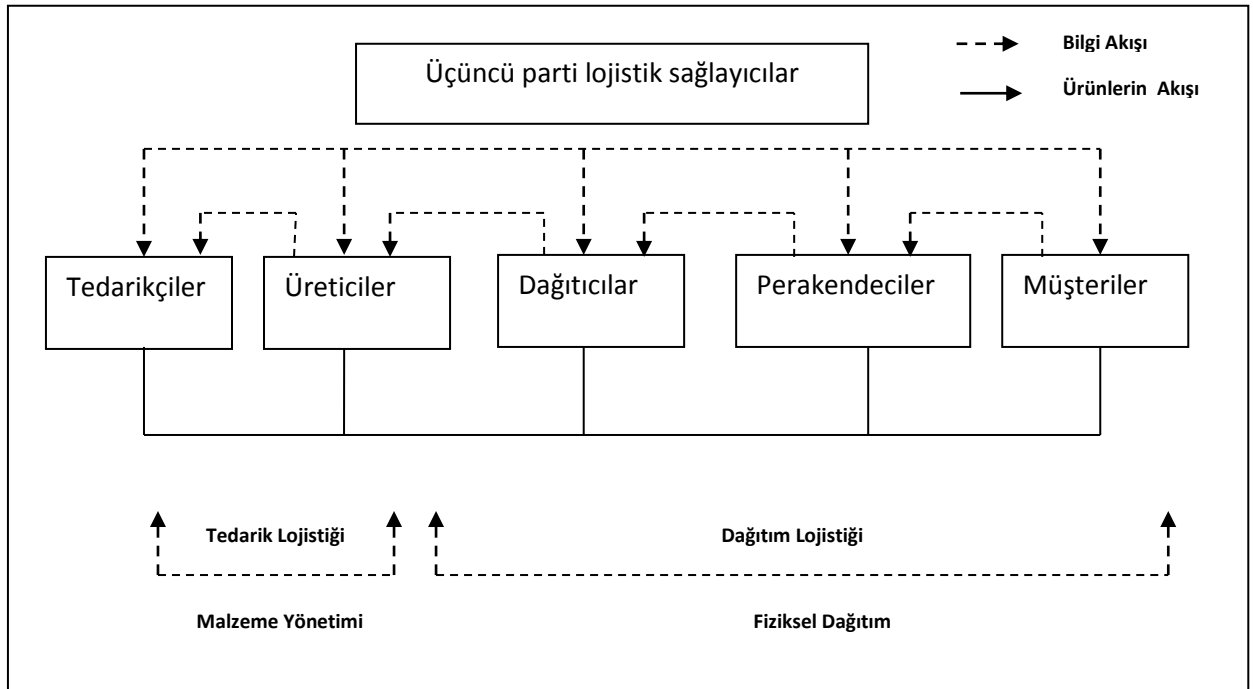 Üçüncü parti lojistik sağlayıcılar
Bilgi Akışı
Ürünlerin Akışı
Tedarikçiler
Üreticiler
Dağıtıcılar
Perakendeciler
Müşteriler
Tedarik Lojistiği
Dağıtım Lojistiği
Malzeme Yönetimi
Fiziksel Dağıtım